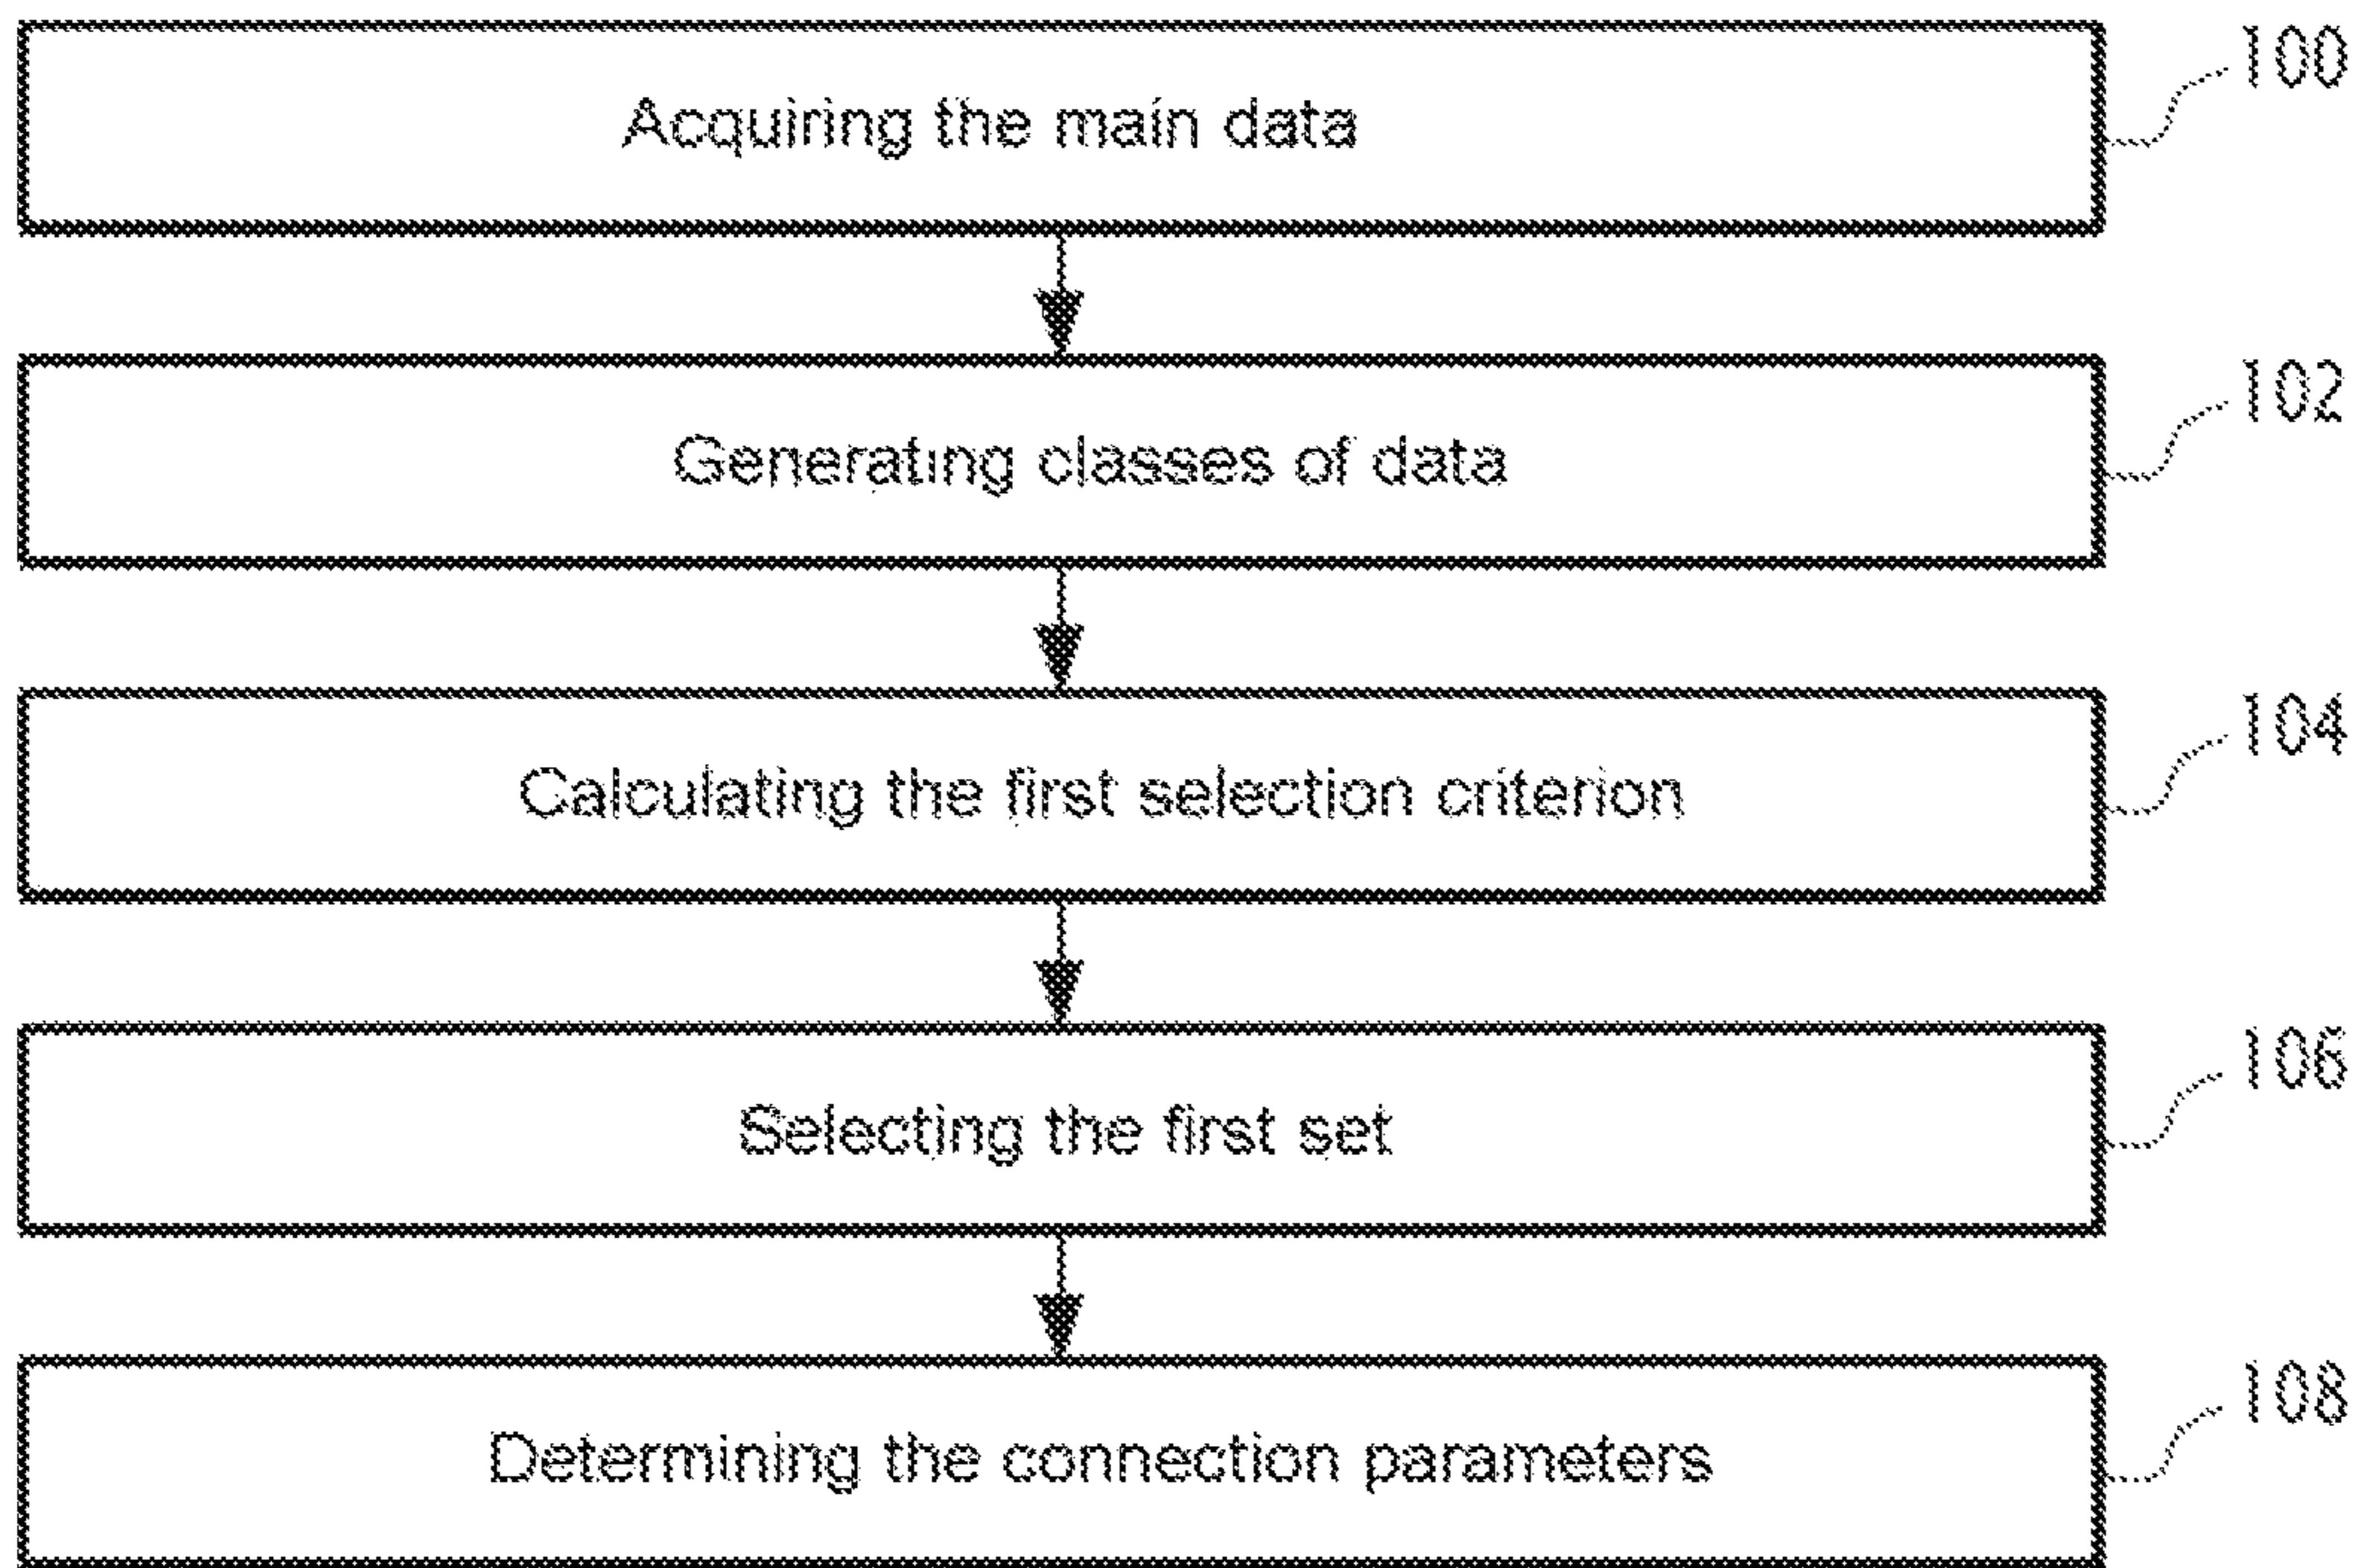 Acquiring the main data
100
Generating classes of data
102
Calculating the first selection criterion
104
Selecting the first set
106
Determining the connection parameters
108